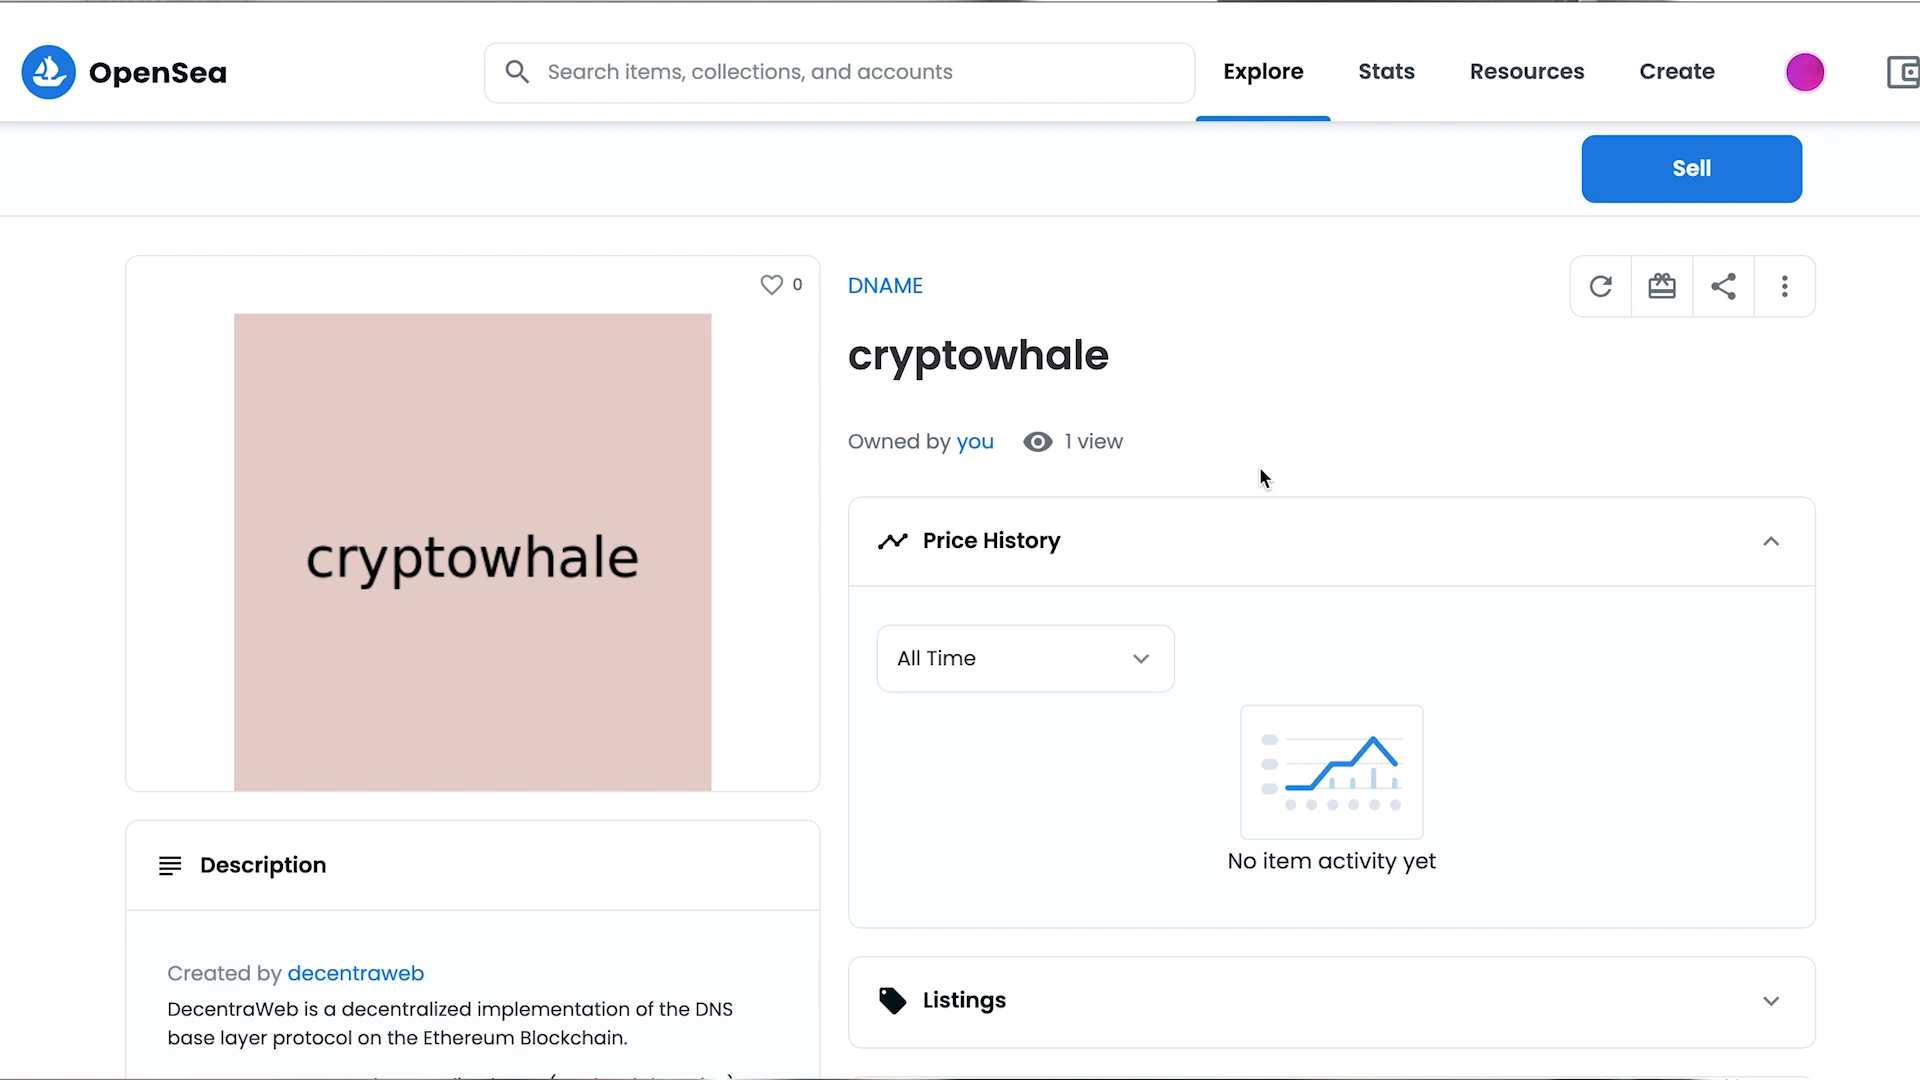 OpenSea
Search items, collections, and accounts
Explore
Stats
Resources
Create
Sell
0
DNAME
cryptowhale
Owned by you
1 view
cryptowhale
Price History
All Time
No item activity yet
Description
Created by decentraweb
DecentraWeb is a decentralized implementation of the DNS
base layer protocol on the Ethereum Blockchain.
Listings